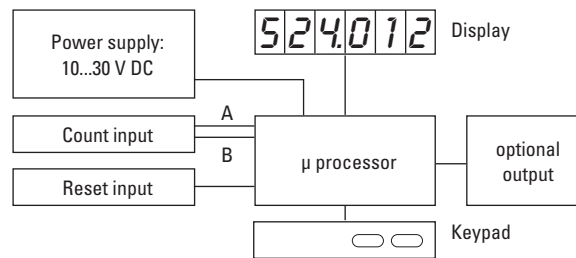 Power supply:
10...30 V DC
524.012
Display
A
Count input
B
µ processor
optional
output
Reset input
Keypad